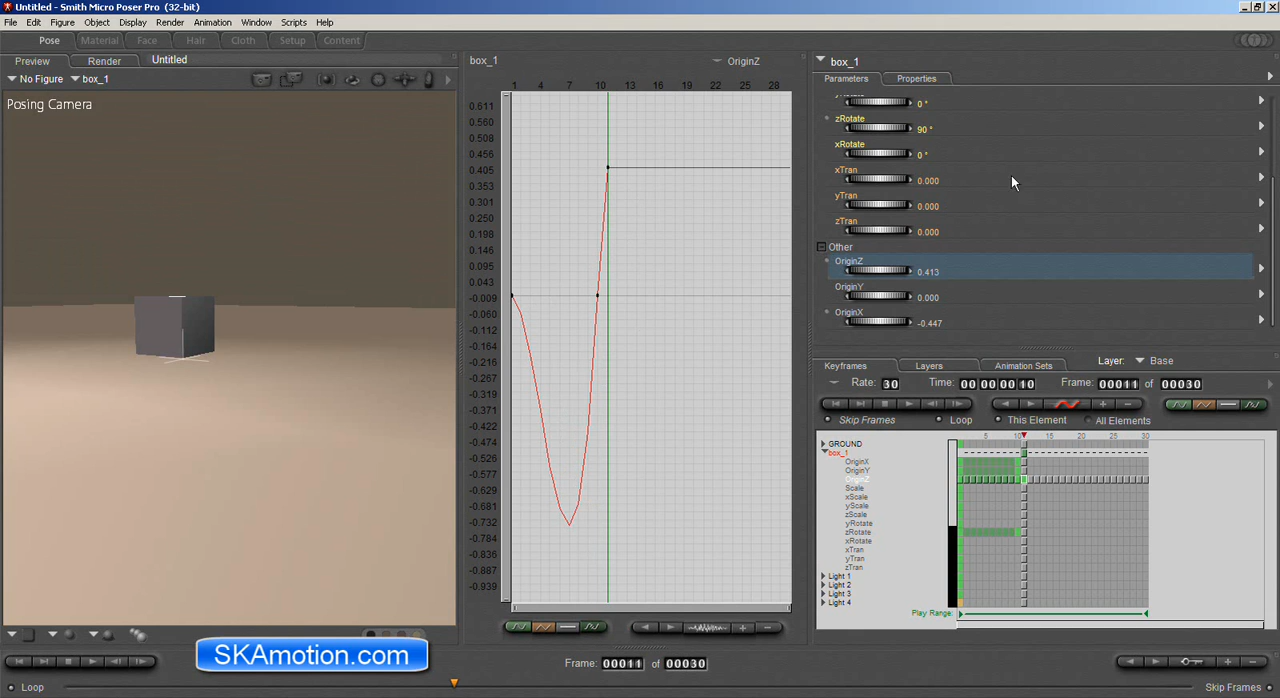 Untitled - Smith Micro Poser Pro (32-bit)
File Edit Figure Object Display Render Animation Window Scripts Help
Pose Material Face Hair Cloth Setup Content
Preview Render Untitled
No Figure box_1
Posing Camera
box_1 OriginZ
1 4 7 10 13 16 19 22 25 28
0.611
0.560
0.508
0.456
0.405
0.353
0.301
0.250
0.198
0.146
0.095
0.043
-0.009
-0.060
-0.112
-0.164
-0.216
-0.267
-0.319
-0.371
-0.422
-0.474
-0.526
-0.577
-0.629
-0.681
-0.732
-0.784
-0.836
-0.887
-0.939
box_1
Parameters Properties
yRotate
0 °
zRotate
90 °
xRotate
0 °
xTran
0.000
yTran
0.000
zTran
0.000
Other
OriginZ
0.413
OriginY
0.000
OriginX
-0.447
Keyframes Layers Animation Sets Layer: Base
Rate: 30 Time: 00 00 00 10 Frame: 00011 of 00030
Skip Frames Loop This Element All Elements
5 10 15 20 25 30
GROUND
box_1
OriginX
OriginY
OriginZ
Scale
xScale
yScale
zScale
yRotate
zRotate
xRotate
xTran
yTran
zTran
Light 1
Light 2
Light 3
Light 4
Play Range:
SKAmotion.com
Frame: 00011 of 00030
Loop Skip Frames